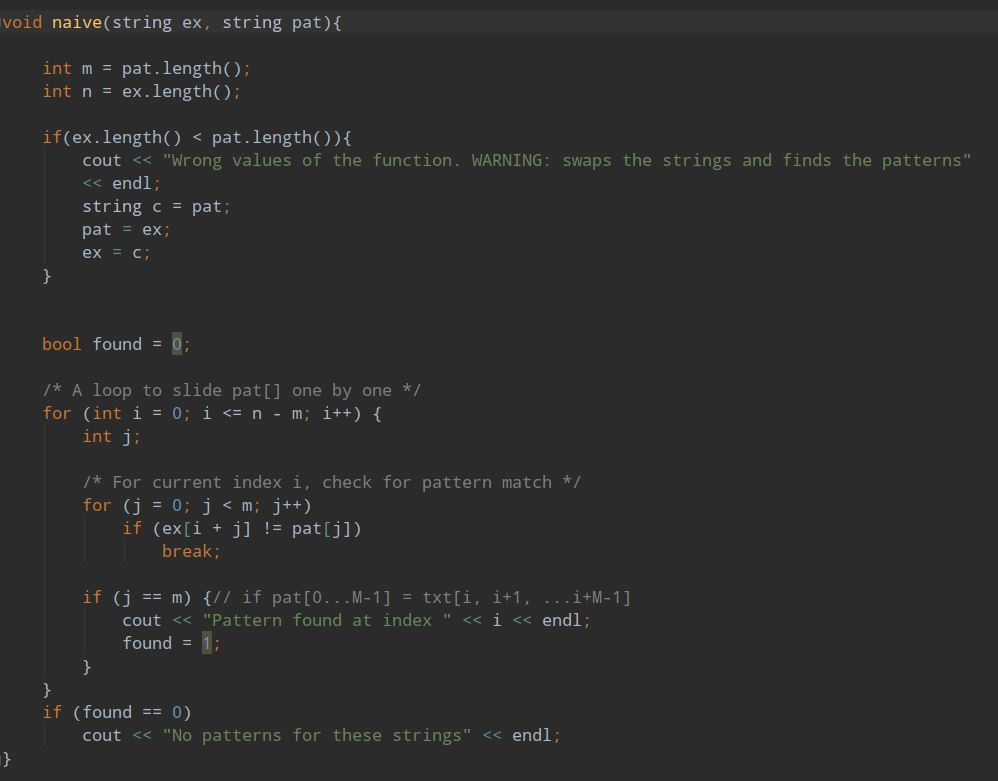 void naive(string ex, string pat){
int m = pat.length();
int n = ex.length();
if(ex.length() < pat.length()){
cout << "Wrong values of the function. WARNING: swaps the strings and finds the patterns"
<< endl;
string c = pat;
pat = ex;
ex = c;
}
bool found = 0;
/* A loop to slide pat[] one by one */
for (int i = 0; i <= n - m; i++) {
int j;
/* For current index i, check for pattern match */
for (j = 0; j < m; j++)
if (ex[i + j] != pat[j])
break;
if (j == m) {// if pat[0...M-1] = txt[i, i+1, ...i+M-1]
cout << "Pattern found at index " << i << endl;
found = 1;
}
}
if (found == 0)
cout << "No patterns for these strings" << endl;
}